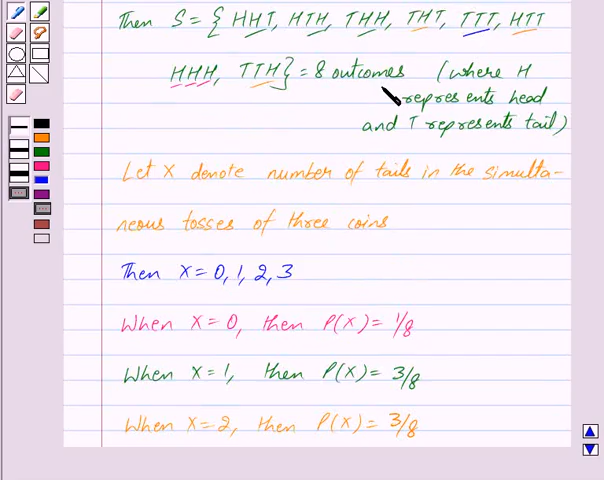 Then S = { HHT, HTH, THH, THT, TTT, HTT
HHH, TTH} = 8 outcomes (where H
represents head
and T represents tail)
Let X denote number of tails in the simulta-
neous tosses of three coins
Then X = 0, 1, 2, 3
When X = 0, then P(X) = 1/8
When X = 1, then P(X) = 3/8
When X = 2, then P(X) = 3/8